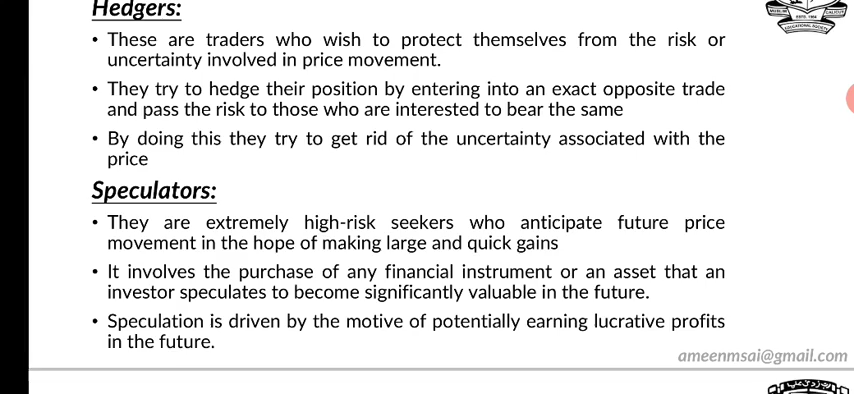 Hedgers:
• These are traders who wish to protect themselves from the risk or
uncertainty involved in price movement.
• They try to hedge their position by entering into an exact opposite trade
and pass the risk to those who are interested to bear the same
• By doing this they try to get rid of the uncertainty associated with the
price
Speculators:
• They are extremely high-risk seekers who anticipate future price
movement in the hope of making large and quick gains
• It involves the purchase of any financial instrument or an asset that an
investor speculates to become significantly valuable in the future.
• Speculation is driven by the motive of potentially earning lucrative profits
in the future.
ameenmsai@gmail.com